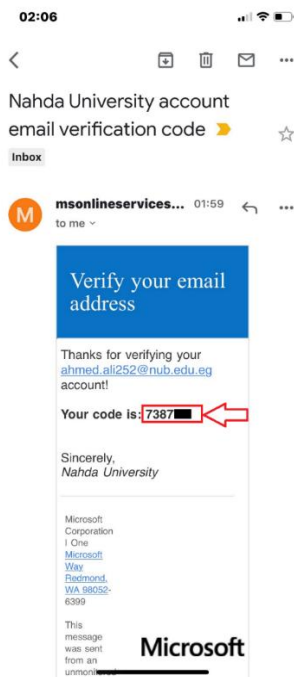 02:06
Nahda University account
email verification code
Inbox
M
msonlineservices... 01:59
to me
Verify your email
address
Thanks for verifying your
ahmed.ali252@nub.edu.eg
account!
Your code is: 7387
Sincerely,
Nahda University
Microsoft
Corporation
| One
Microsoft
Way
Redmond,
WA 98052-
6399
This
message
was sent
from an
Microsoft